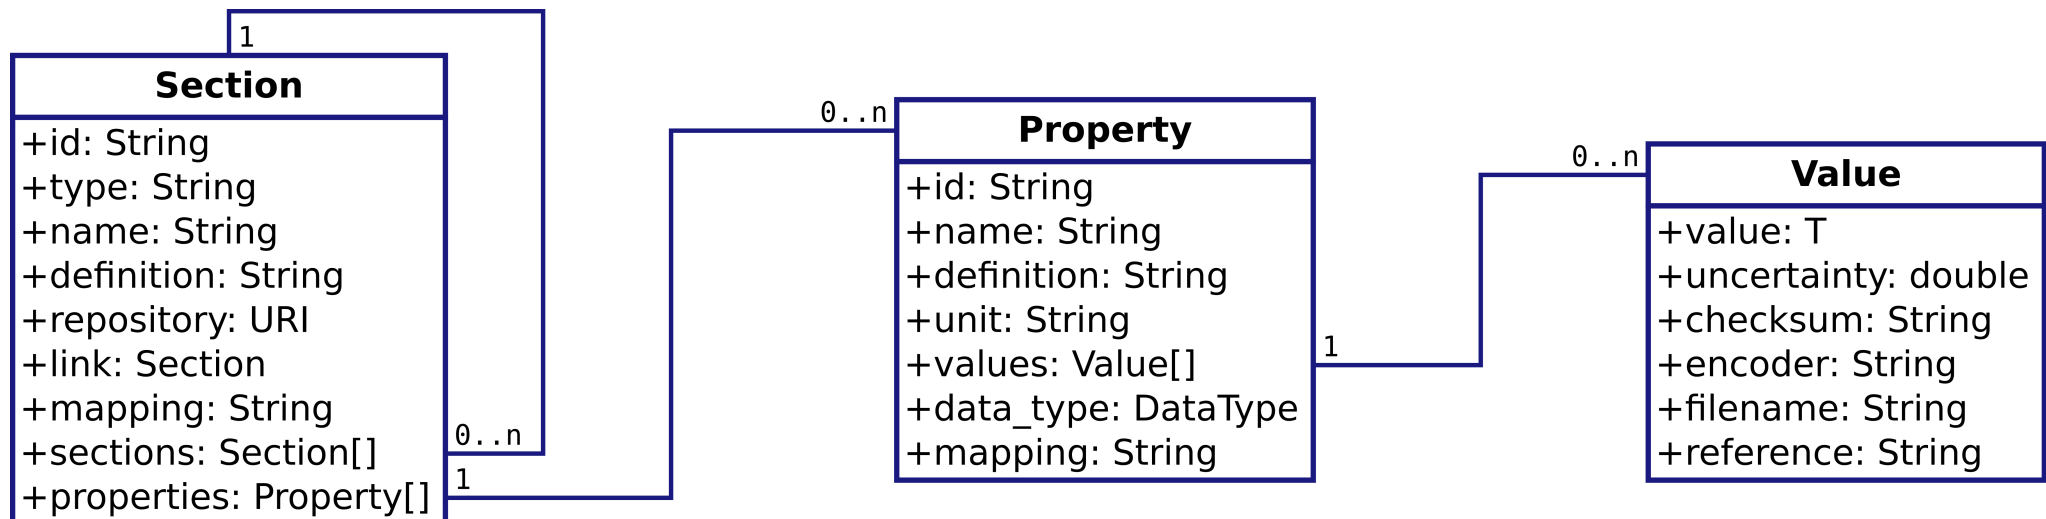 1
Section
+id: String
+type: String
+name: String
+definition: String
+repository: URI
+link: Section
+mapping: String
+sections: Section[]
+properties: Property[]
0..n
1
0..n
Property
+id: String
+name: String
+definition: String
+unit: String
+values: Value[]
+data_type: DataType
+mapping: String
1
0..n
Value
+value: T
+uncertainty: double
+checksum: String
+encoder: String
+filename: String
+reference: String